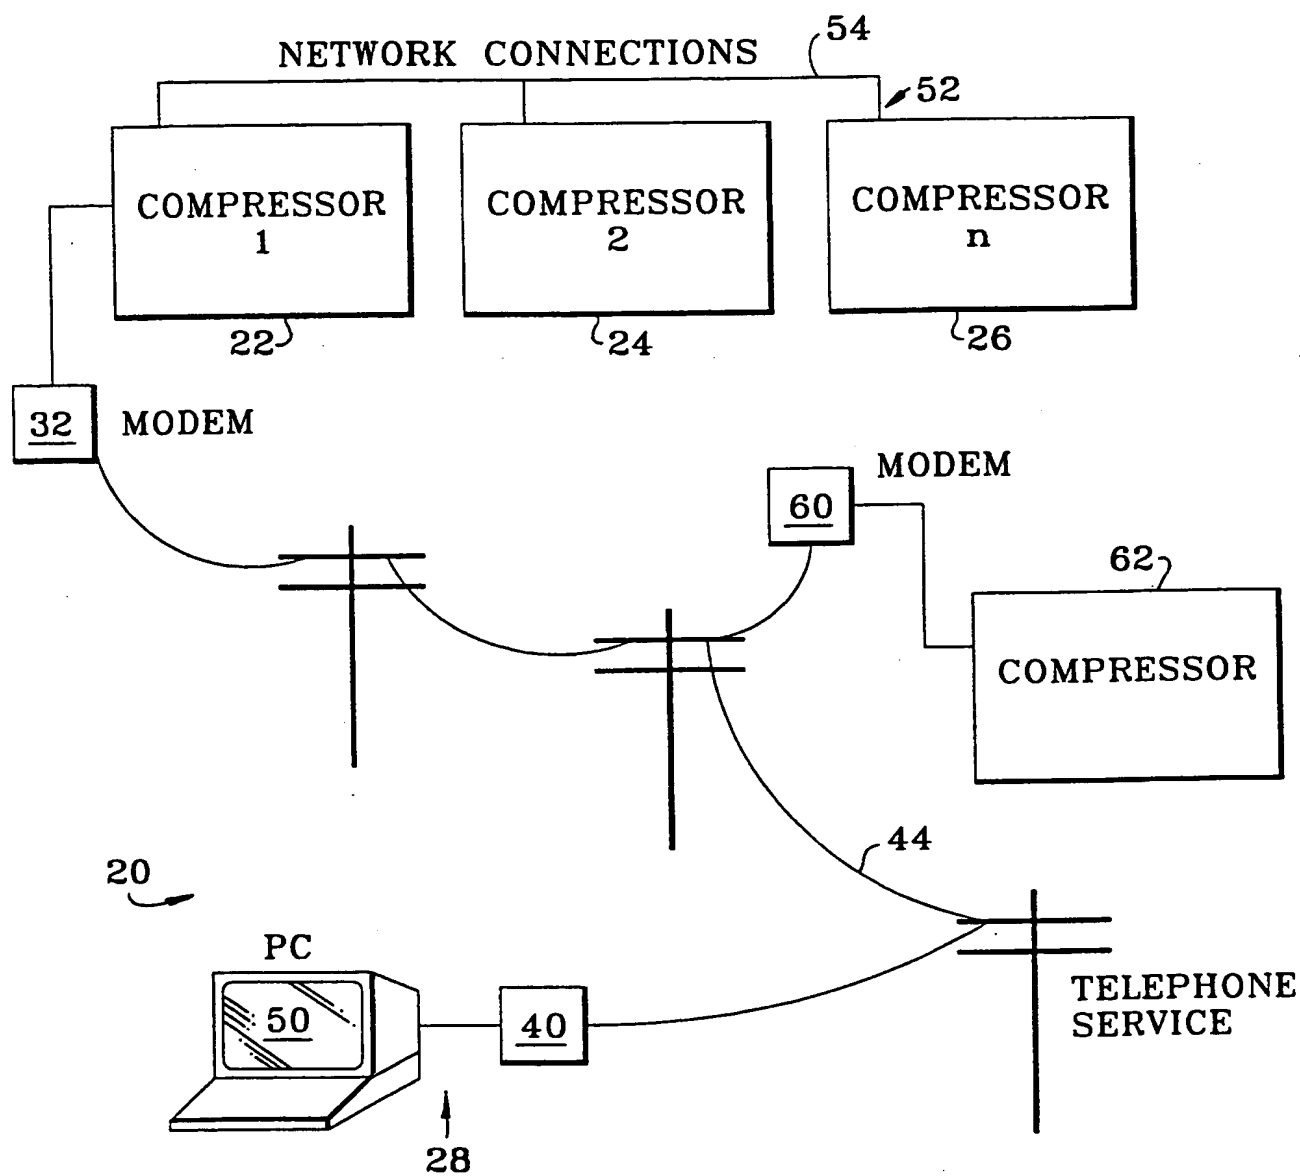 54
NETWORK CONNECTIONS
52
COMPRESSOR
1
COMPRESSOR
2
COMPRESSOR
n
22
24
26
32
MODEM
MODEM
60
62
COMPRESSOR
44
20
PC
50
40
TELEPHONE
SERVICE
28